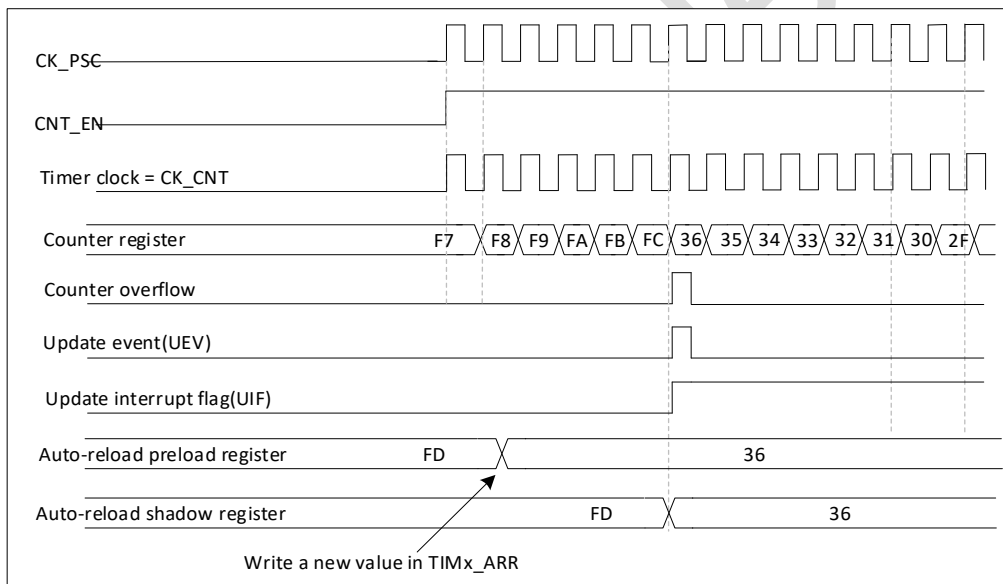 CK_PSC
CNT_EN
Timer clock = CK_CNT
Counter register F7 F8 F9 FA FB FC 36 35 34 33 32 31 30 2F
Counter overflow
Update event(UEV)
Update interrupt flag(UIF)
Auto-reload preload register FD 36
Auto-reload shadow register FD 36
Write a new value in TIMx_ARR